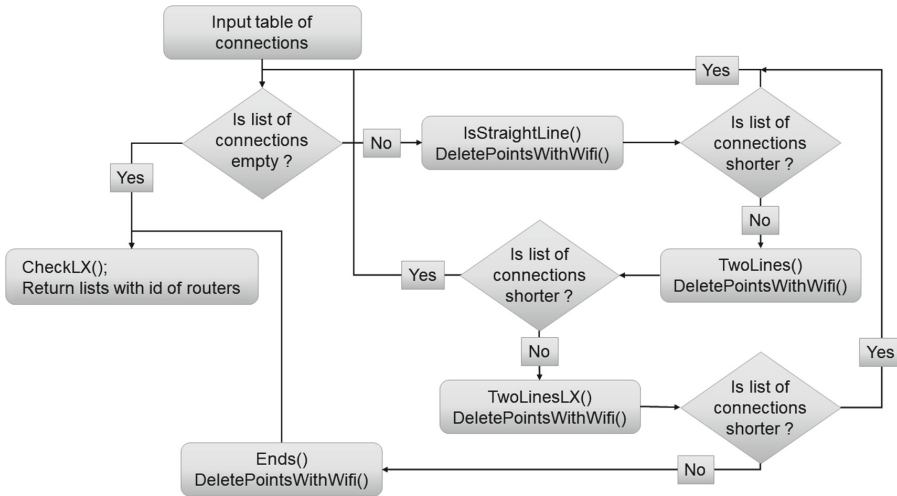 Input table of
connections
Yes
Is list of
connections
empty ?
No
IsStraightLine()
DeletePointsWithWifi()
Is list of
connections
shorter ?
Yes
No
CheckLX();
Return lists with id of routers
Yes
Is list of
connections
shorter ?
TwoLines()
DeletePointsWithWifi()
No
Yes
TwoLinesLX()
DeletePointsWithWifi()
Is list of
connections
shorter ?
Ends()
DeletePointsWithWifi()
No